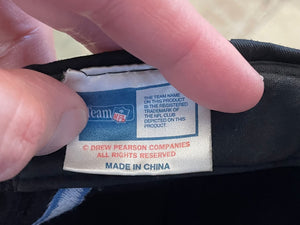 Team NFL
THE TEAM NAME
ON THIS PRODUCT
IS THE REGISTERED
TRADEMARK OF
THE NFL CLUB
DEPICTED ON THIS
PRODUCT
© DREW PEARSON COMPANIES
ALL RIGHTS RESERVED
MADE IN CHINA